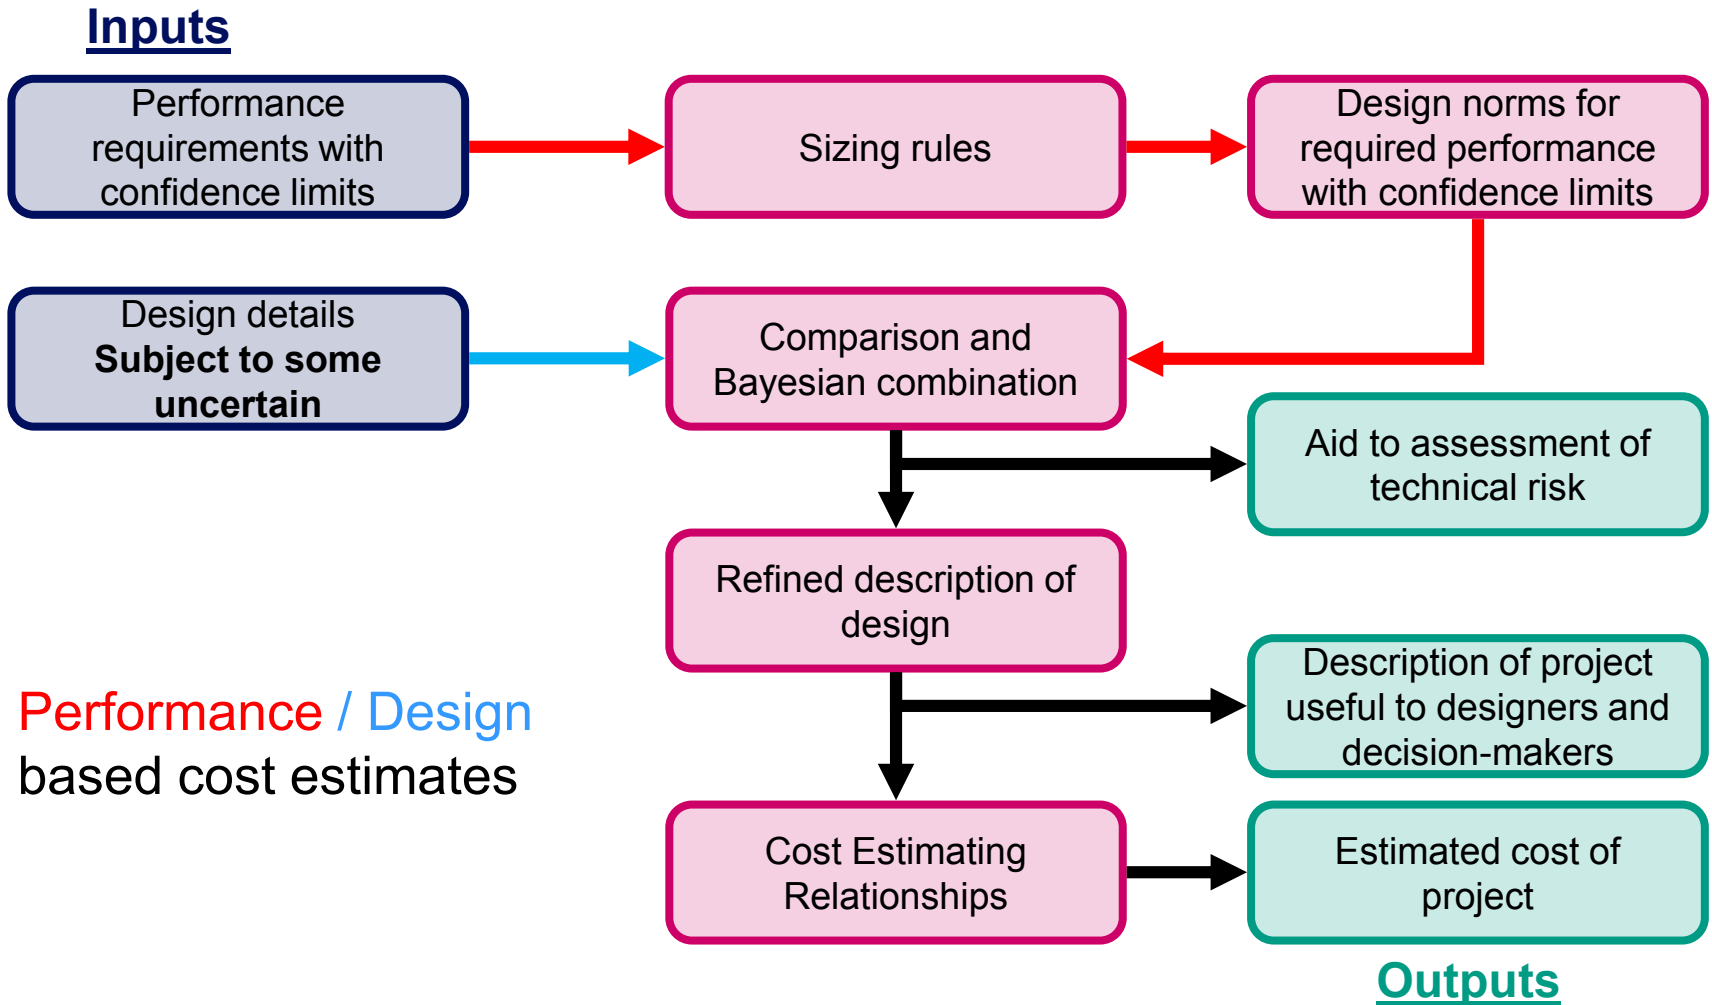 Inputs
Performance
requirements with
confidence limits
Sizing rules
Design norms for
required performance
with confidence limits
Design details
Subject to some
uncertain
Comparison and
Bayesian combination
Aid to assessment of
technical risk
Refined description of
design
Description of project
useful to designers and
decision-makers
Performance / Design
based cost estimates
Cost Estimating
Relationships
Estimated cost of
project
Outputs